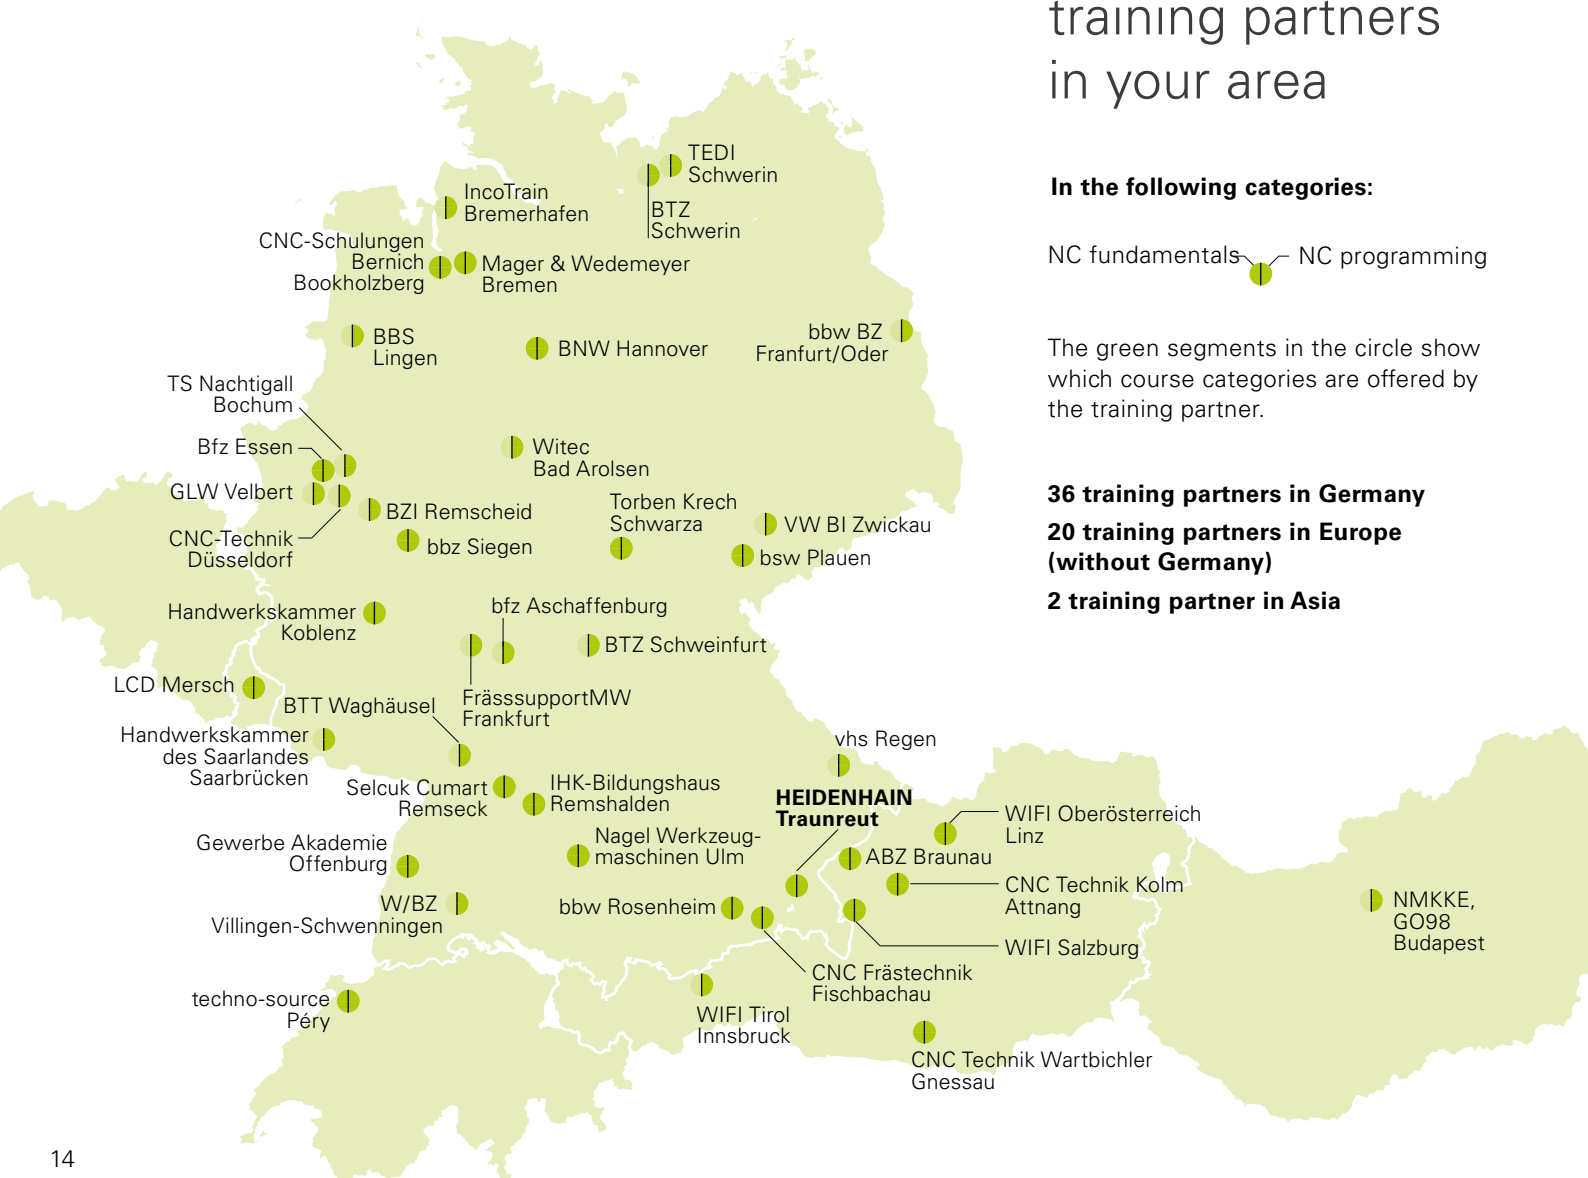 training partners
in your area
In the following categories:
NC fundamentals
NC programming
The green segments in the circle show
which course categories are offered by
the training partner.
36 training partners in Germany
20 training partners in Europe
(without Germany)
2 training partner in Asia
TEDI
Schwerin
BTZ
Schwerin
IncoTrain
Bremerhafen
CNC-Schulungen
Bernich
Bookholzberg
Mager & Wedemeyer
Bremen
BBS
Lingen
BNW Hannover
bbw BZ
Franfurt/Oder
TS Nachtigall
Bochum
Bfz Essen
GLW Velbert
CNC-Technik
Düsseldorf
Witec
Bad Arolsen
BZI Remscheid
bbz Siegen
Torben Krech
Schwarza
VW BI Zwickau
bsw Plauen
Handwerkskammer
Koblenz
bfz Aschaffenburg
BTZ Schweinfurt
LCD Mersch
BTT Waghäusel
FrässsupportMW
Frankfurt
Handwerkskammer
des Saarlandes
Saarbrücken
vhs Regen
Selcuk Cumart
Remseck
IHK-Bildungshaus
Remshalden
HEIDENHAIN
Traunreut
WIFI Oberösterreich
Linz
Gewerbe Akademie
Offenburg
Nagel Werkzeug-
maschinen Ulm
ABZ Braunau
CNC Technik Kolm
Attnang
W/BZ
Villingen-Schwenningen
bbw Rosenheim
NMKKE,
GO98
Budapest
WIFI Salzburg
CNC Frästechnik
Fischbachau
techno-source
Péry
WIFI Tirol
Innsbruck
CNC Technik Wartbichler
Gnessau
14